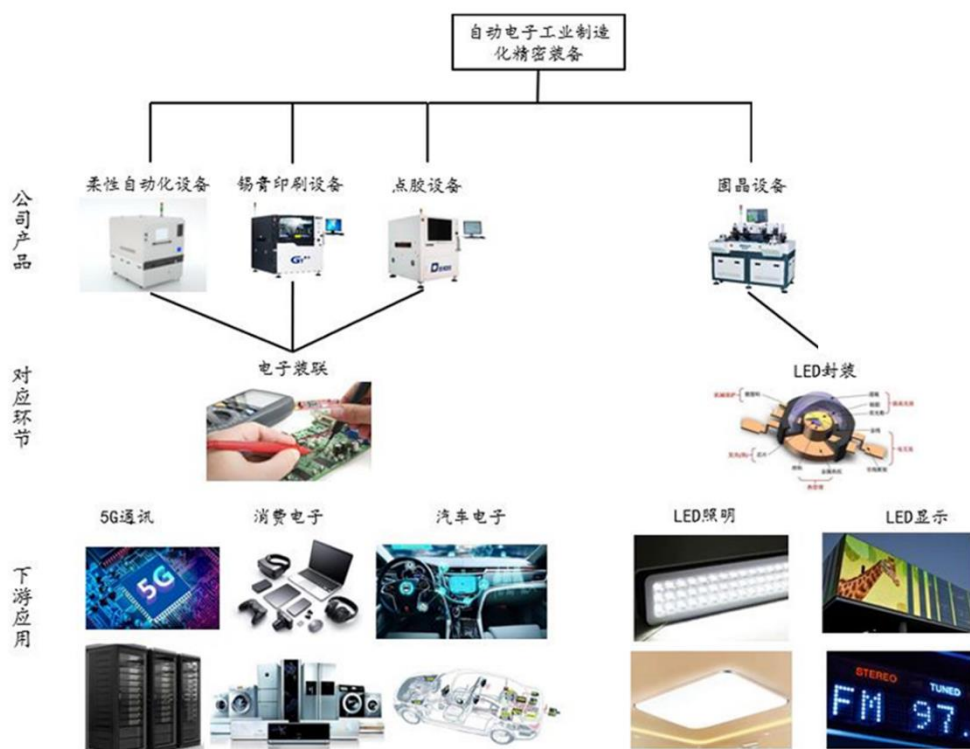 自动电子工业制造
化精密装备
公司产品
柔性自动化设备
锡膏印刷设备
点胶设备
固晶设备
对应环节
电子装联
LED封装
下游应用
5G通讯
消费电子
汽车电子
LED照明
LED显示
5G
STEREO
TUNED
FM 97.